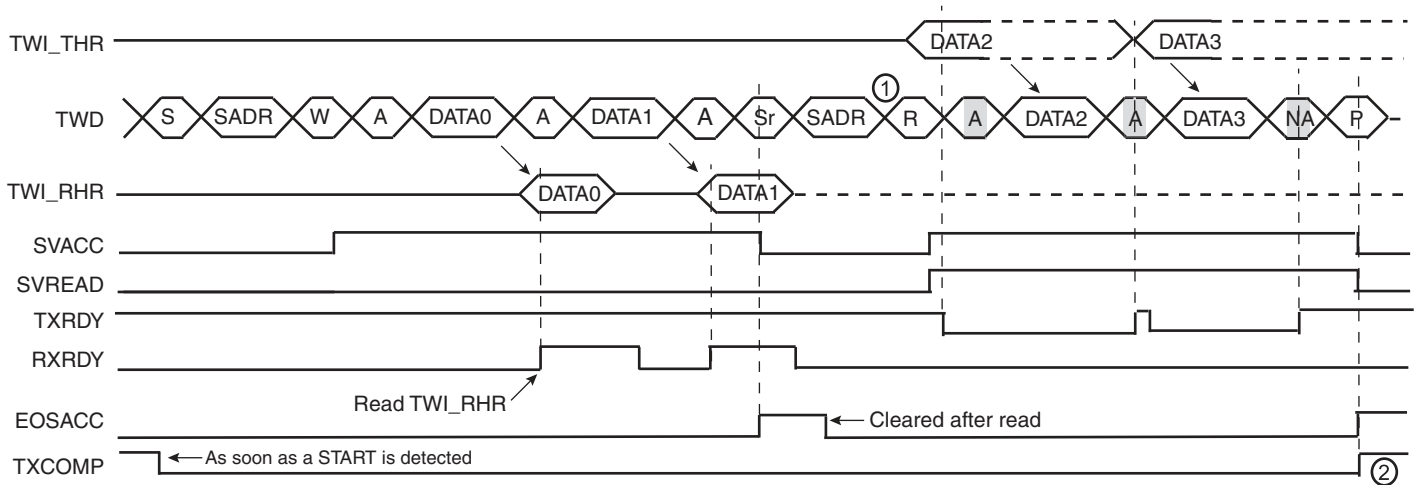 TWI_THR DATA2 DATA3
①
TWD S SADR W A DATA0 A DATA1 A Sr SADR R A DATA2 A DATA3 NA P
TWI_RHR DATA0 DATA1
SVACC
SVREAD
TXRDY
RXRDY
Read TWI_RHR
EOSACC Cleared after read
TXCOMP As soon as a START is detected ②